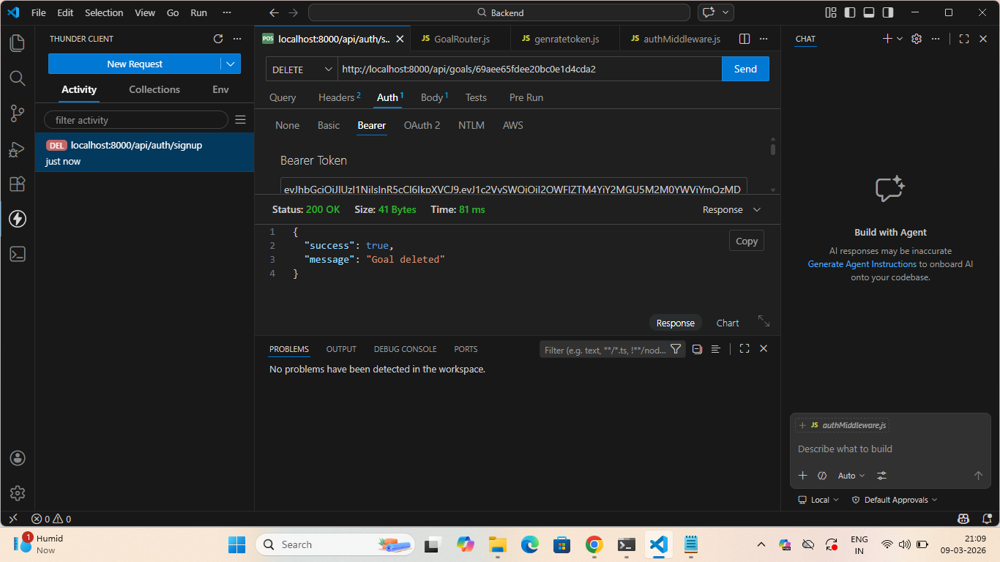 File Edit Selection View Go Run ··· Backend
THUNDER CLIENT
New Request
Activity Collections Env
filter activity
DEL localhost:8000/api/auth/signup
just now
POS localhost:8000/api/auth/s.. JS GoalRouter.js JS genratetoken.js JS authMiddleware.js
DELETE http://localhost:8000/api/goals/69aee65fdee20bc0e1d4cda2 Send
Query Headers 2 Auth 1 Body 1 Tests Pre Run
None Basic Bearer OAuth 2 NTLM AWS
Bearer Token
Status: 200 OK Size: 41 Bytes Time: 81 ms Response
1 {
2 "success": true,
3 "message": "Goal deleted"
4 }
Copy
Response Chart
PROBLEMS OUTPUT DEBUG CONSOLE PORTS Filter (e.g. text, **/*.ts, !**/nod...
No problems have been detected in the workspace.
CHAT
Build with Agent
AI responses may be inaccurate
Generate Agent Instructions to onboard AI
onto your codebase.
+ JS authMiddleware.js
Describe what to build
Auto
Local Default Approvals
0 0
1 Humid
Now
Search
ENG
IN
21:09
09-03-2026